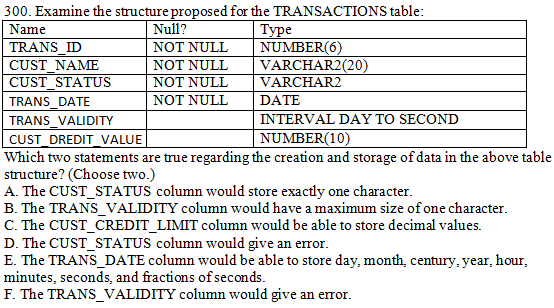 300. Examine the structure proposed for the TRANSACTIONS table:
Name Null? Type
TRANS_ID NOT NULL NUMBER(6)
CUST_NAME NOT NULL VARCHAR2(20)
CUST_STATUS NOT NULL VARCHAR2
TRANS_DATE NOT NULL DATE
TRANS_VALIDITY INTERVAL DAY TO SECOND
CUST_DREDIT_VALUE NUMBER(10)
Which two statements are true regarding the creation and storage of data in the above table
structure? (Choose two.)
A. The CUST_STATUS column would store exactly one character.
B. The TRANS_VALIDITY column would have a maximum size of one character.
C. The CUST_CREDIT_LIMIT column would be able to store decimal values.
D. The CUST_STATUS column would give an error.
E. The TRANS_DATE column would be able to store day, month, century, year, hour,
minutes, seconds, and fractions of seconds.
F. The TRANS_VALIDITY column would give an error.